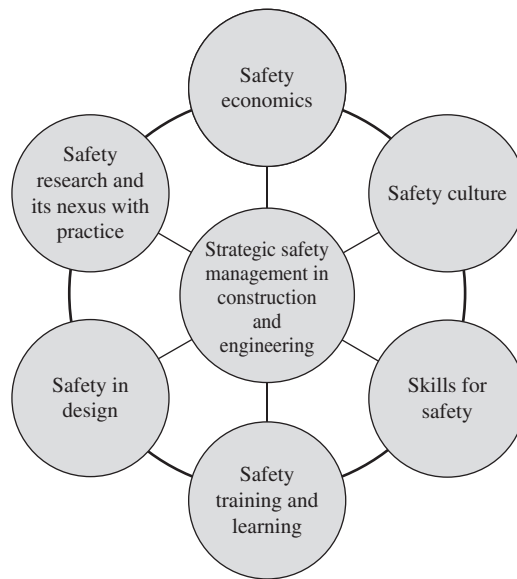 Safety
economics
Safety
research and
its nexus with
practice
Safety culture
Strategic safety
management in
construction
and
engineering
Safety in
design
Skills for
safety
Safety
training and
learning